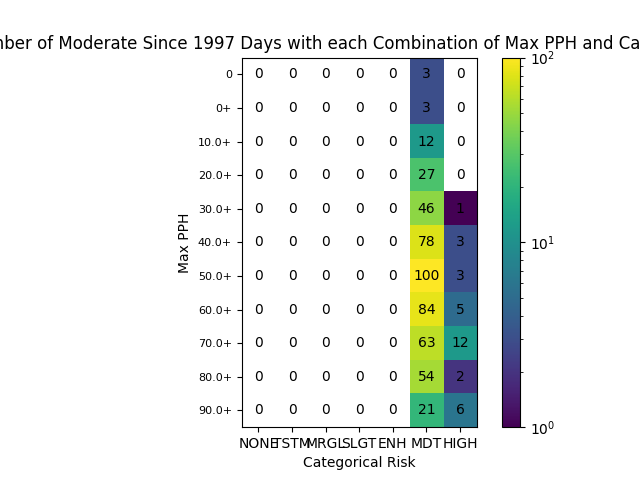 ber of Moderate Since 1997 Days with each Combination of Max PPH and Ca
0 0 0 0 0 0 3 0
0+ 0 0 0 0 0 3 0
10.0+ 0 0 0 0 0 12 0
20.0+ 0 0 0 0 0 27 0
30.0+ 0 0 0 0 0 46 1
40.0+ 0 0 0 0 0 78 3
50.0+ 0 0 0 0 0 100 3
60.0+ 0 0 0 0 0 84 5
70.0+ 0 0 0 0 0 63 12
80.0+ 0 0 0 0 0 54 2
90.0+ 0 0 0 0 0 21 6
NONE TSTM MRGL SLGT ENH MDT HIGH
Categorical Risk
Max PPH
10²
10¹
10⁰